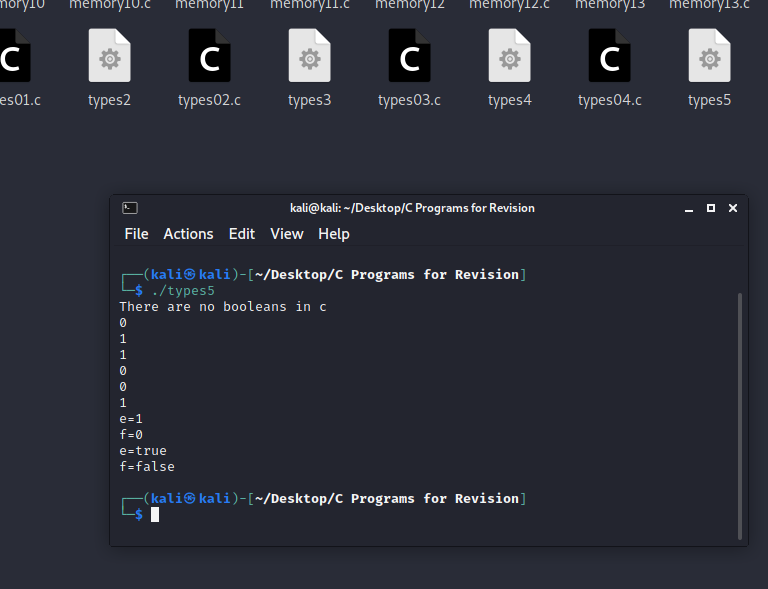 memory10 memory10.c memory11 memory11.c memory12 memory12.c memory13 memory13.c
C C C C
es01.c types2 types02.c types3 types03.c types4 types04.c types5
kali@kali: ~/Desktop/C Programs for Revision
File Actions Edit View Help
┌──(kali㉿kali)-[~/Desktop/C Programs for Revision]
└─$ ./types5
There are no booleans in c
0
1
1
0
0
1
e=1
f=0
e=true
f=false
┌──(kali㉿kali)-[~/Desktop/C Programs for Revision]
└─$